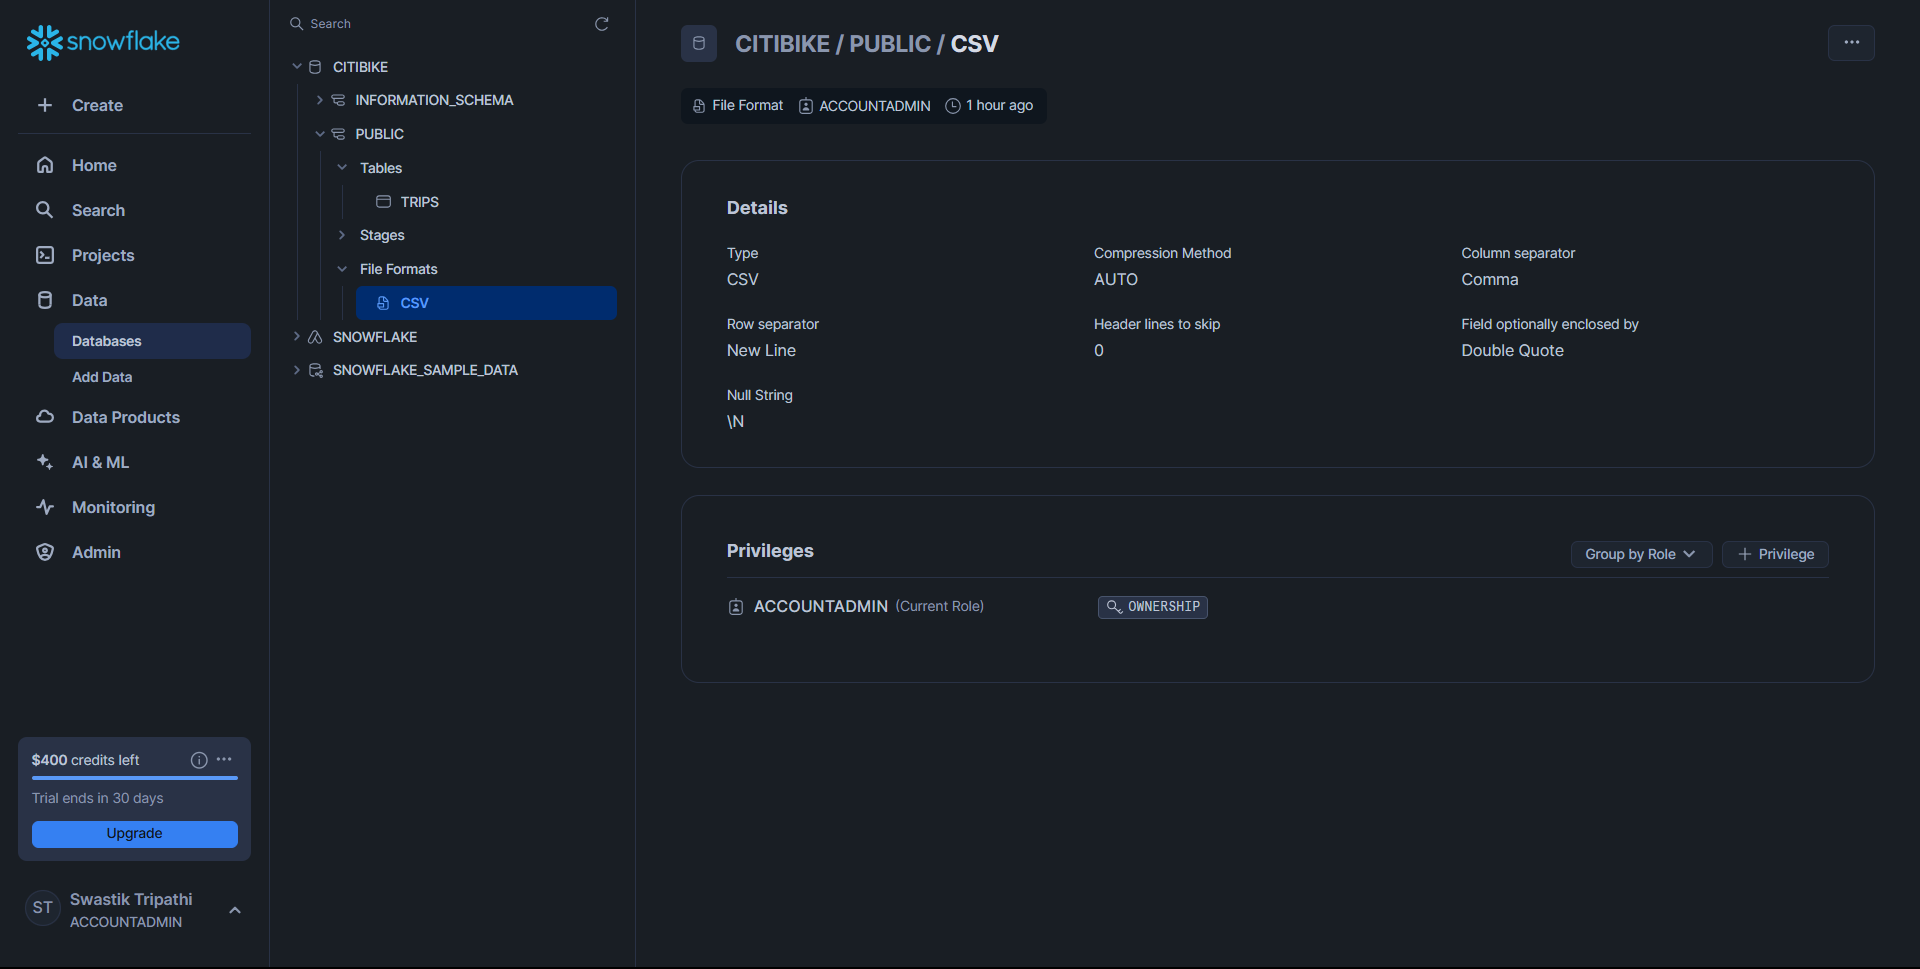 snowflake
Create
Home
Search
Projects
Data
Databases
Add Data
Data Products
AI & ML
Monitoring
Admin
$400 credits left
Trial ends in 30 days
Upgrade
ST
Swastik Tripathi
ACCOUNTADMIN
Search
CITIBIKE
INFORMATION_SCHEMA
PUBLIC
Tables
TRIPS
Stages
File Formats
CSV
SNOWFLAKE
SNOWFLAKE_SAMPLE_DATA
CITIBIKE / PUBLIC / CSV
File Format ACCOUNTADMIN 1 hour ago
Details
Type
CSV
Compression Method
AUTO
Column separator
Comma
Row separator
New Line
Header lines to skip
0
Field optionally enclosed by
Double Quote
Null String
\N
Privileges
Group by Role
Privilege
ACCOUNTADMIN (Current Role)
OWNERSHIP